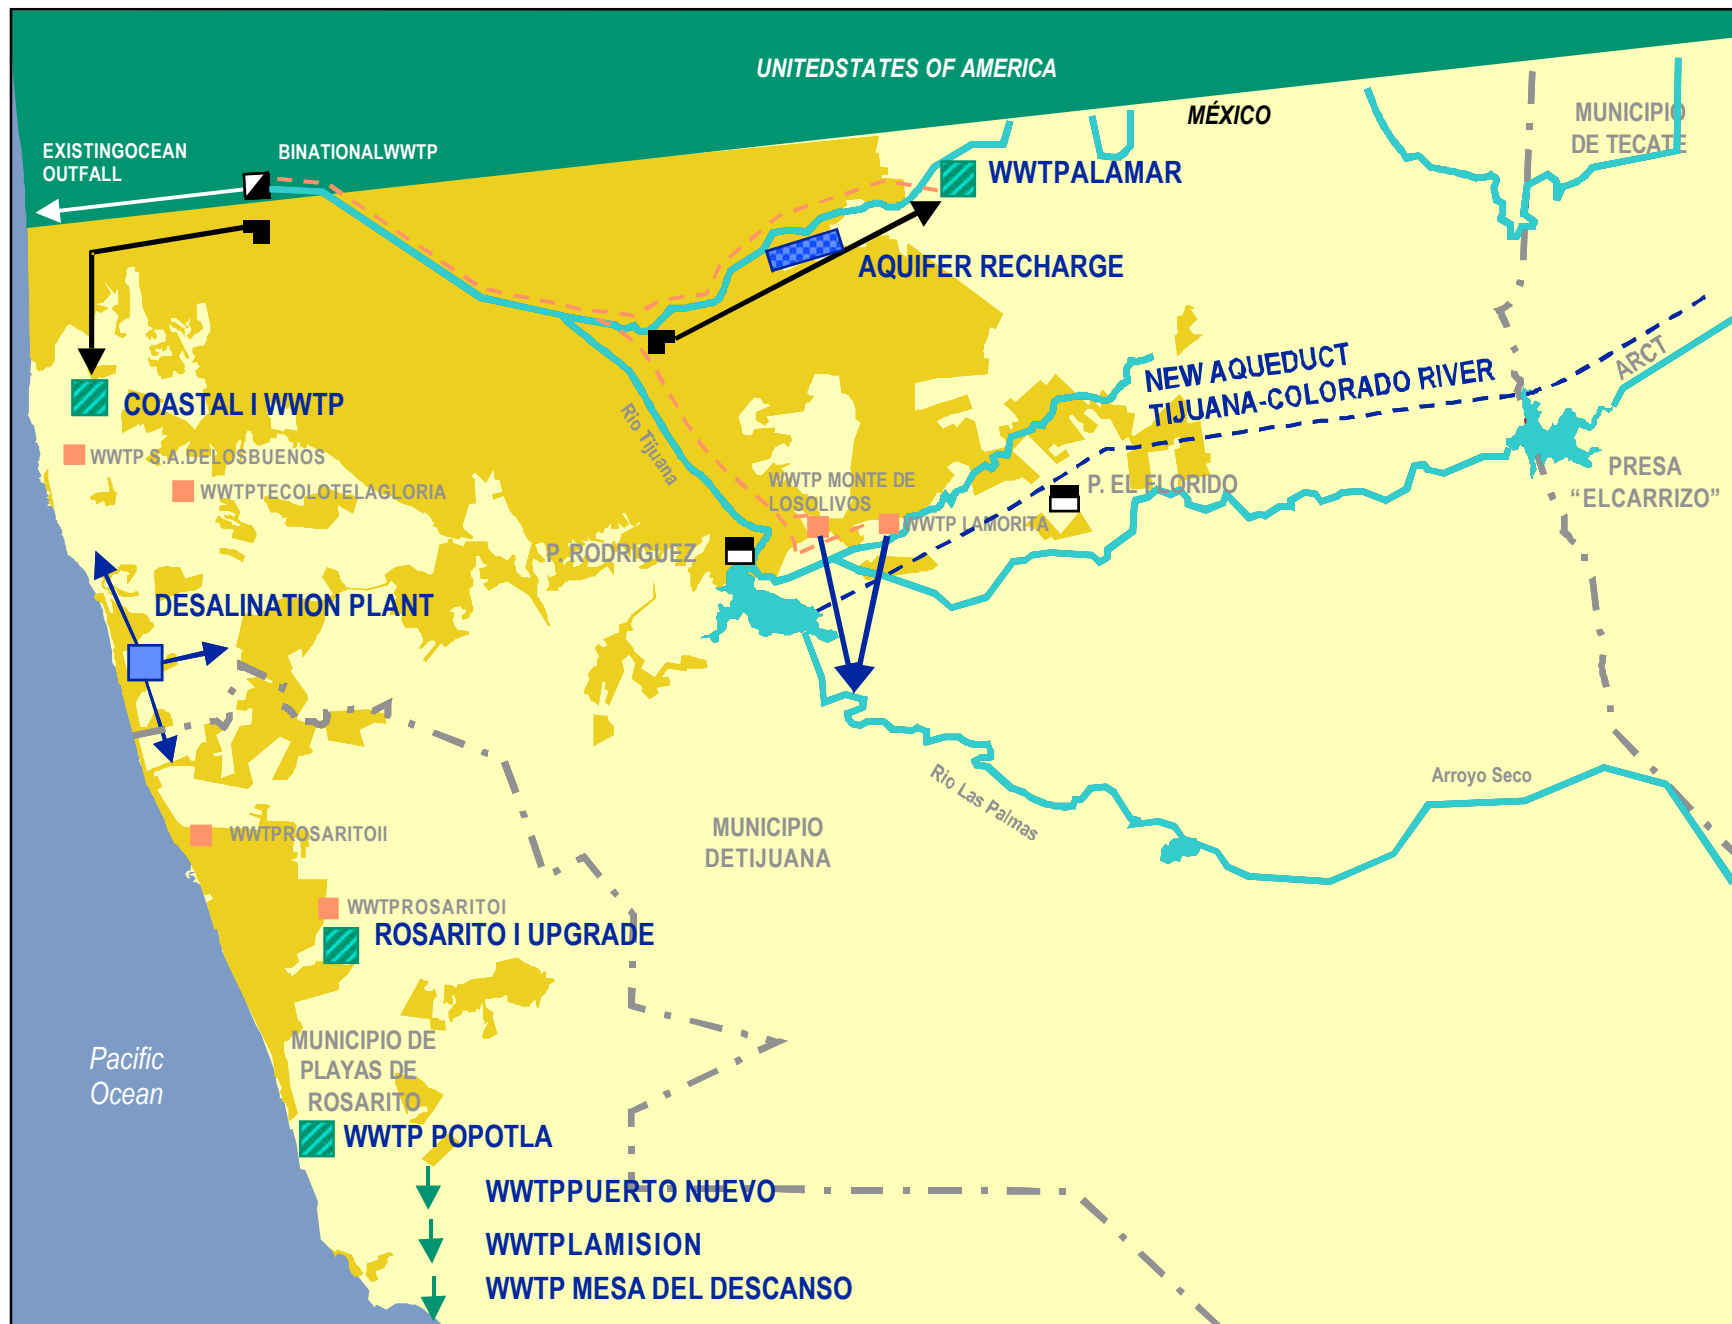 UNITEDSTATES OF AMERICA
MÉXICO
MUNICIPIO
DE TECATE
EXISTINGOCEAN
OUTFALL
BINATIONALWWTP
WWTPALAMAR
AQUIFER RECHARGE
NEW AQUEDUCT
TIJUANA-COLORADO RIVER
ARCT
COASTAL I WWTP
Rio Tijuana
WWTP S.A.DELOSBUENOS
WWTPTECOLOTELAGLORIA
WWTP MONTE DE
LOSOLIVOS
P. EL FLORIDO
PRESA
“ELCARRIZO”
WWTP LAMORITA
P. RODRIGUEZ
DESALINATION PLANT
Rio Las Palmas
Arroyo Seco
WWTPROSARITOII
MUNICIPIO
DETIJUANA
WWTPROSARITOI
ROSARITO I UPGRADE
MUNICIPIO DE
PLAYAS DE
ROSARITO
Pacific
Ocean
WWTP POPOTLA
WWTPPUERTO NUEVO
WWTPLAMISION
WWTP MESA DEL DESCANSO